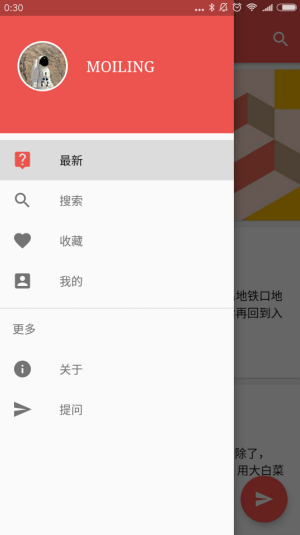 0:30
MOILING
最新
搜索
收藏
我的
更多
关于
提问
地铁口地
再回到入
除了，
用大白菜